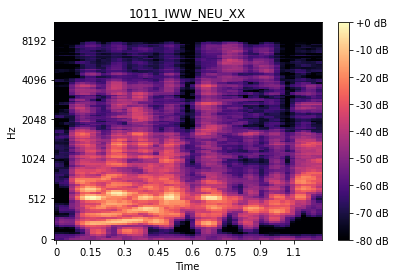 1011_IWW_NEU_XX
+0 dB
8192
-10 dB
4096
-20 dB
-30 dB
2048
-40 dB
Hz
1024
-50 dB
512
-60 dB
-70 dB
0
-80 dB
0 0.15 0.3 0.45 0.6 0.75 0.9 1.1
Time